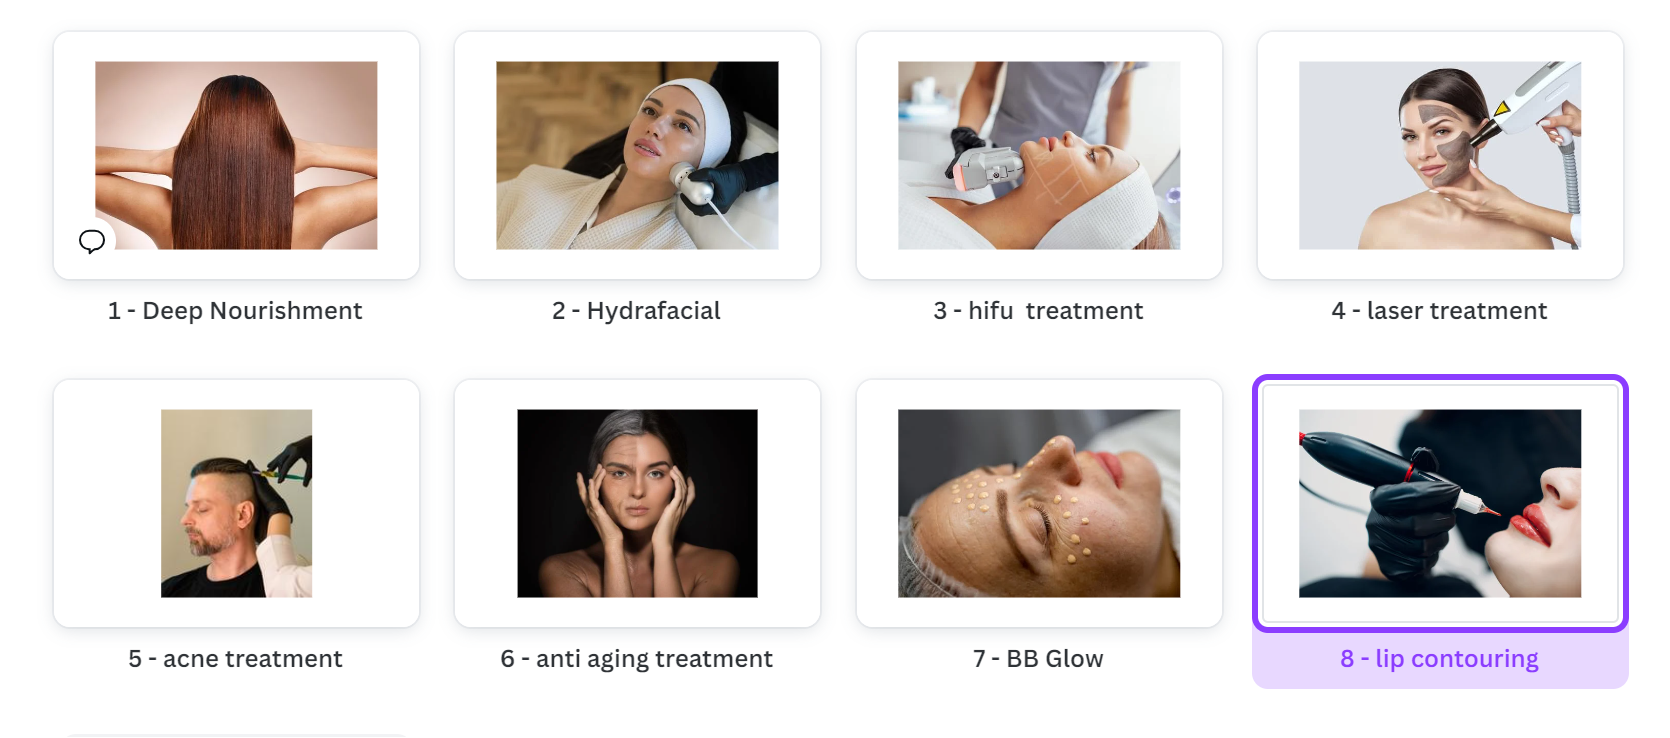 1 - Deep Nourishment
2 - Hydrafacial
3 - hifu  treatment
4 - laser treatment
5 - acne treatment
6 - anti aging treatment
7 - BB Glow
8 - lip contouring